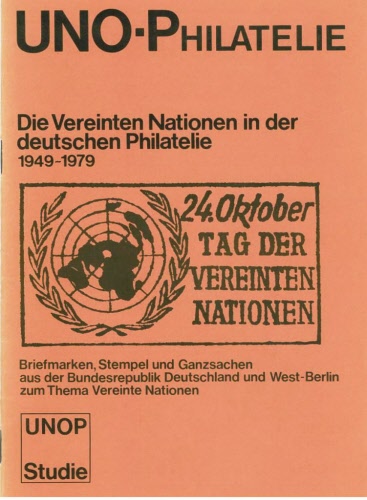 UNO-PHILATELIE
Die Vereinten Nationen in der
deutschen Philatelie
1949-1979
24. Oktober
TAG DER
VEREINTEN
NATIONEN
Briefmarken, Stempel und Ganzsachen
aus der Bundesrepublik Deutschland und West-Berlin
zum Thema Vereinte Nationen
UNOP
Studie